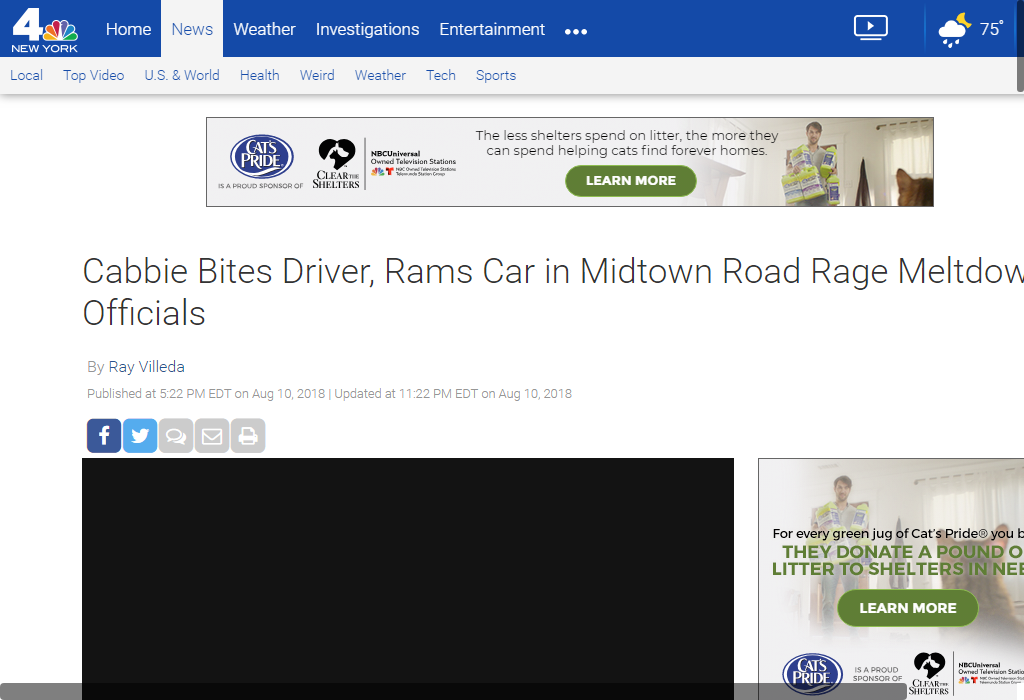 4
NEW YORK
Home News Weather Investigations Entertainment •••
75°
Local Top Video U.S. & World Health Weird Weather Tech Sports
CAT'S PRIDE
IS A PROUD SPONSOR OF
CLEAR THE SHELTERS
NBCUniversal
Owned Television Stations
NBC Owned Television Stations
Telemundo Station Group
The less shelters spend on litter, the more they
can spend helping cats find forever homes.
LEARN MORE
Cabbie Bites Driver, Rams Car in Midtown Road Rage Meltdow
Officials
By Ray Villeda
Published at 5:22 PM EDT on Aug 10, 2018 | Updated at 11:22 PM EDT on Aug 10, 2018
For every green jug of Cat's Pride® you b
THEY DONATE A POUND O
LITTER TO SHELTERS IN NEE
LEARN MORE
CAT'S PRIDE
IS A PROUD
SPONSOR OF
CLEAR THE SHELTERS
NBCUniversal
Owned Television Stat